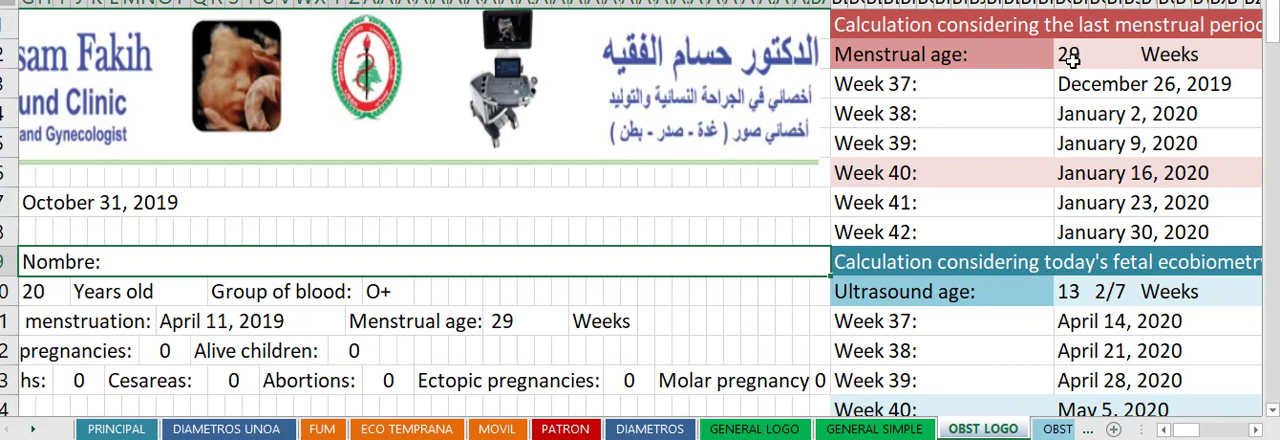 Calculation considering the last menstrual period
sam Fakih
الدكتور حسام الفقيه
Menstrual age: 29 Weeks
Week 37: December 26, 2019
und Clinic
أخصائي في الجراحة النسائية والتوليد
Week 38: January 2, 2020
and Gynecologist
أخصائي صور ( غدة - صدر - بطن )
Week 39: January 9, 2020
Week 40: January 16, 2020
October 31, 2019
Week 41: January 23, 2020
Week 42: January 30, 2020
Nombre:
Calculation considering today's fetal ecobiometry
20 Years old Group of blood: O+
Ultrasound age: 13 2/7 Weeks
menstruation: April 11, 2019 Menstrual age: 29 Weeks
Week 37: April 14, 2020
pregnancies: 0 Alive children: 0
Week 38: April 21, 2020
hs: 0 Cesareas: 0 Abortions: 0 Ectopic pregnancies: 0 Molar pregnancy 0
Week 39: April 28, 2020
Week 40: May 5, 2020
PRINCIPAL DIAMETROS UNOA FUM ECO TEMPRANA MOVIL PATRON DIAMETROS GENERAL LOGO GENERAL SIMPLE OBST LOGO OBST ...